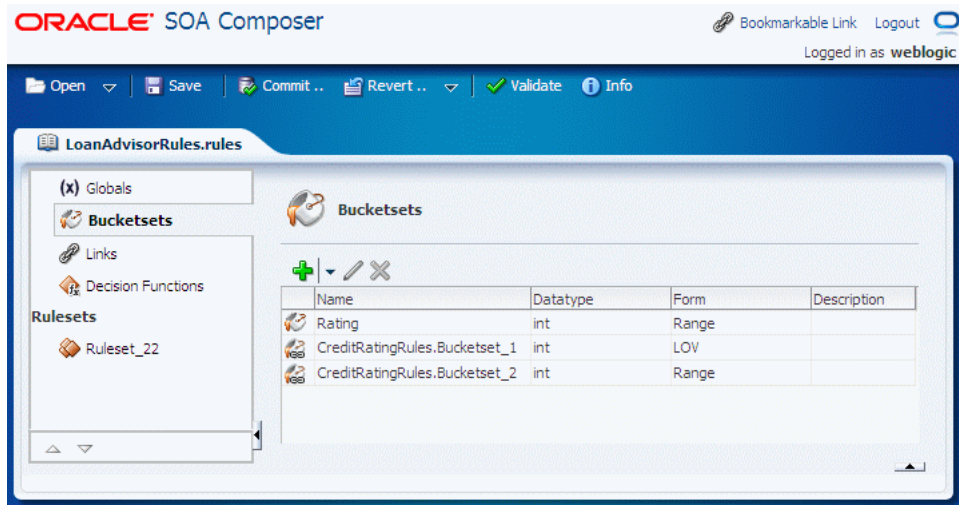 ORACLE SOA Composer
Bookmarkable Link Logout
Logged in as weblogic
Open Save Commit .. Revert .. Validate Info
LoanAdvisorRules.rules
(x) Globals
Bucketsets
Links
Decision Functions
Rulesets
Ruleset_22
Bucketsets
Name Datatype Form Description
Rating int Range
CreditRatingRules.Bucketset_1 int LOV
CreditRatingRules.Bucketset_2 int Range